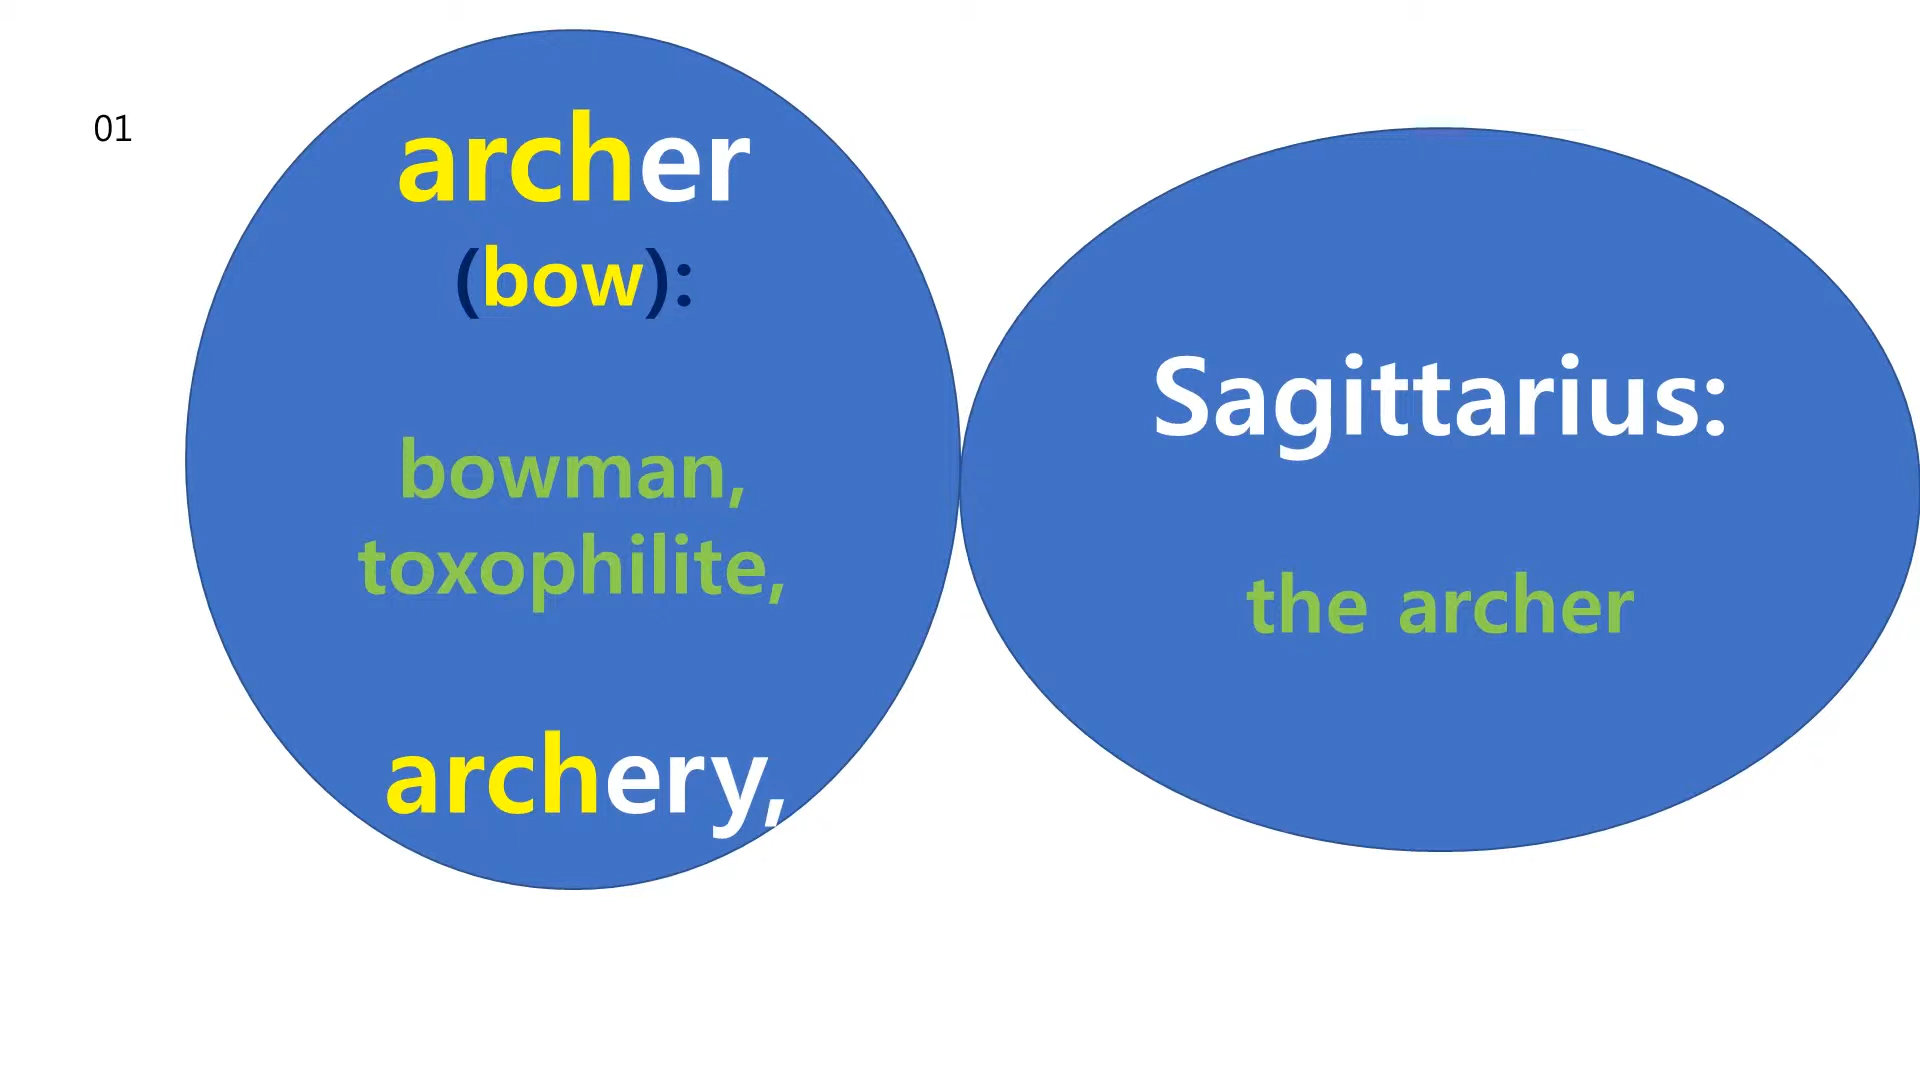 01
archer
(bow):
bowman,
toxophilite,
archery,
Sagittarius:
the archer